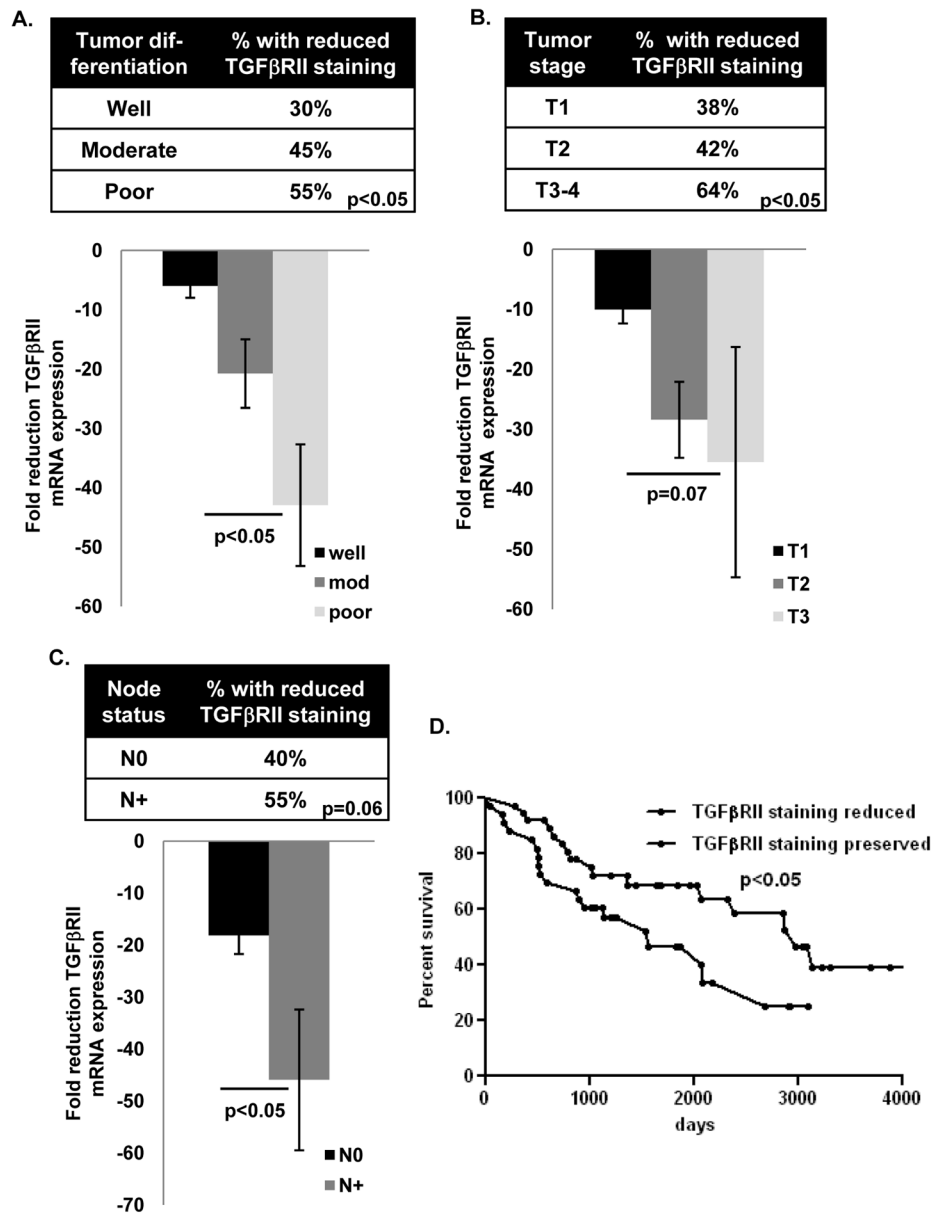 A.
Tumor dif-
ferentiation
% with reduced
TGFβRII staining
Well 30%
Moderate 45%
Poor 55% p<0.05
Fold reduction TGFβRII
mRNA expression
0
-10
-20
-30
-40
-50
-60
p<0.05
well
mod
poor
B.
Tumor
stage
% with reduced
TGFβRII staining
T1 38%
T2 42%
T3-4 64% p<0.05
Fold reduction TGFβRII
mRNA expression
0
-10
-20
-30
-40
-50
-60
p=0.07
T1
T2
T3
C.
Node
status
% with reduced
TGFβRII staining
N0 40%
N+ 55% p=0.06
Fold reduction TGFβRII
mRNA expression
0
-10
-20
-30
-40
-50
-60
-70
p<0.05
N0
N+
D.
TGFβRII staining reduced
TGFβRII staining preserved
p<0.05
Percent survival
100
80
60
40
20
0
0 1000 2000 3000 4000
days